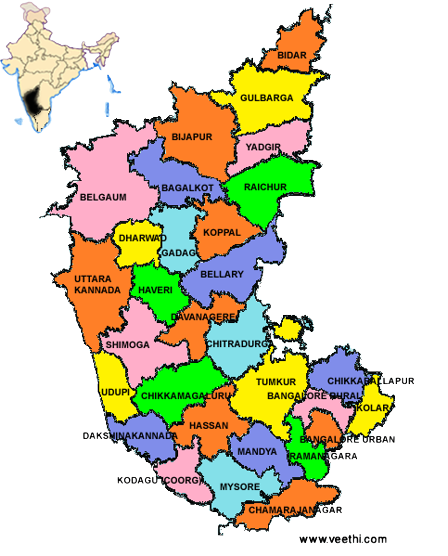 BIDAR
GULBARGA
BIJAPUR
YADGIR
BELGAUM
BAGALKOT
RAICHUR
DHARWAD
KOPPAL
GADAG
BELLARY
UTTARA
KANNADA
HAVERI
DAVANAGERE
SHIMOGA
CHITRADURG
UDUPI
CHIKKAMAGALURU
TUMKUR
CHIKKABALLAPUR
BANGALORE RURAL
KOLAR
DAKSHINAKANNADA
HASSAN
BANGALORE URBAN
MANDYA
RAMANAGARA
KODAGU (COORG)
MYSORE
CHAMARAJANAGAR
www.veethi.com